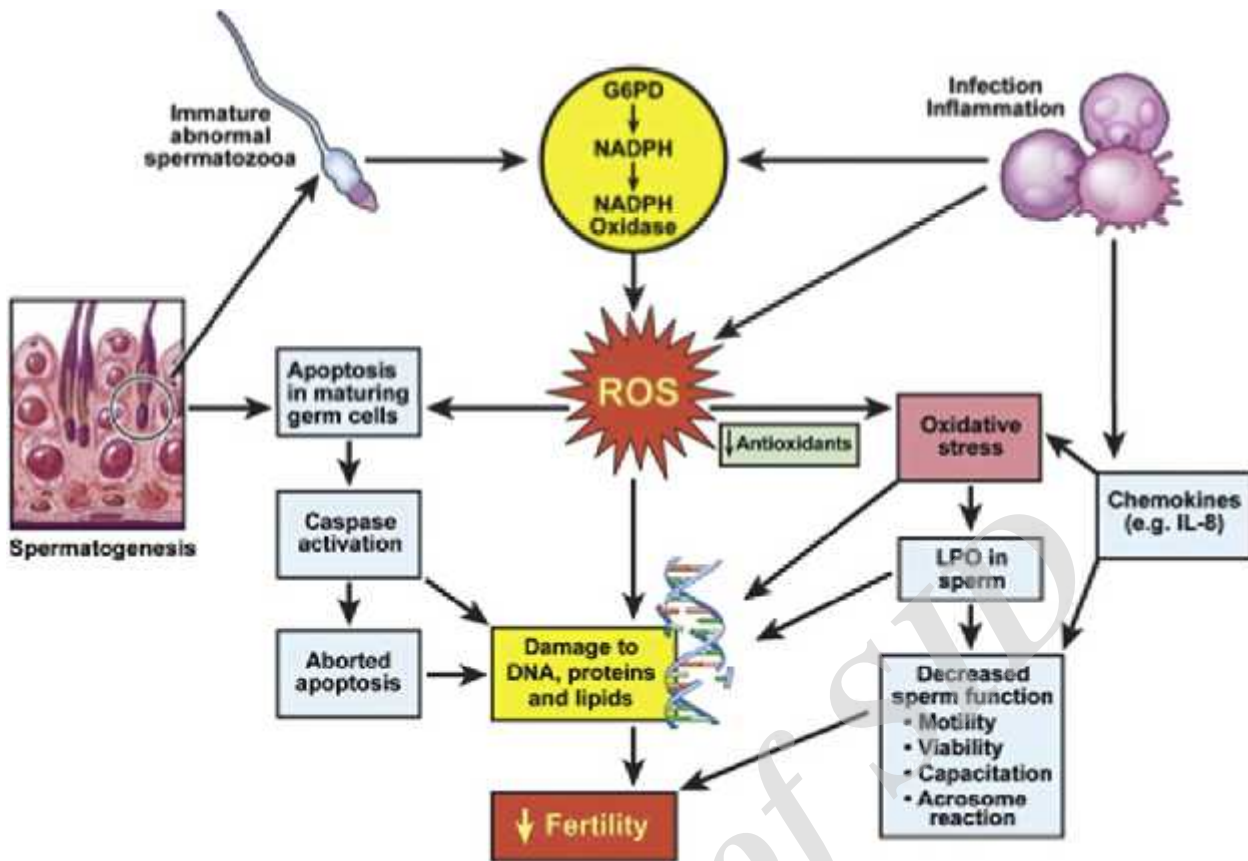 G6PD
NADPH
NADPH
Oxidase
Immature
abnormal
spermatozooa
Infection
Inflammation
Spermatogenesis
Apoptosis
in maturing
germ cells
ROS
↓ Antioxidants
Oxidative
stress
Chemokines
(e.g. IL-8)
Caspase
activation
LPO in
sperm
Aborted
apoptosis
Damage to
DNA, proteins
and lipids
Decreased
sperm function
• Motility
• Viability
• Capacitation
• Acrosome
reaction
↓ Fertility
of SID